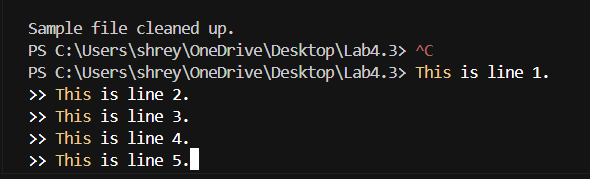 Sample file cleaned up.
PS C:\Users\shrey\OneDrive\Desktop\Lab4.3> ^C
PS C:\Users\shrey\OneDrive\Desktop\Lab4.3> This is line 1.
>> This is line 2.
>> This is line 3.
>> This is line 4.
>> This is line 5.